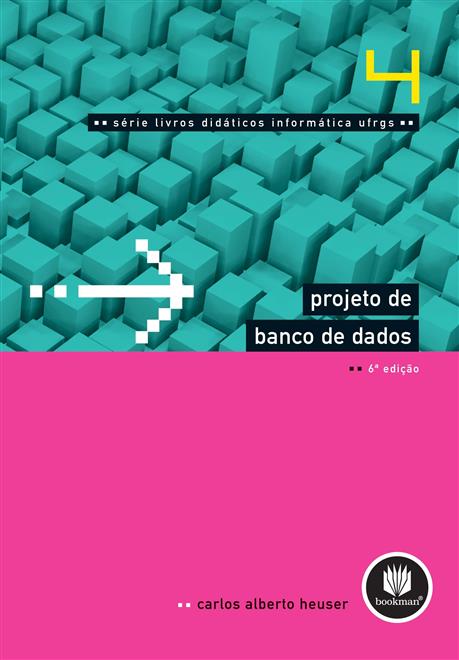 4
série livros didáticos informática ufrgs
projeto de
banco de dados
6ª edição
carlos alberto heuser
bookman®